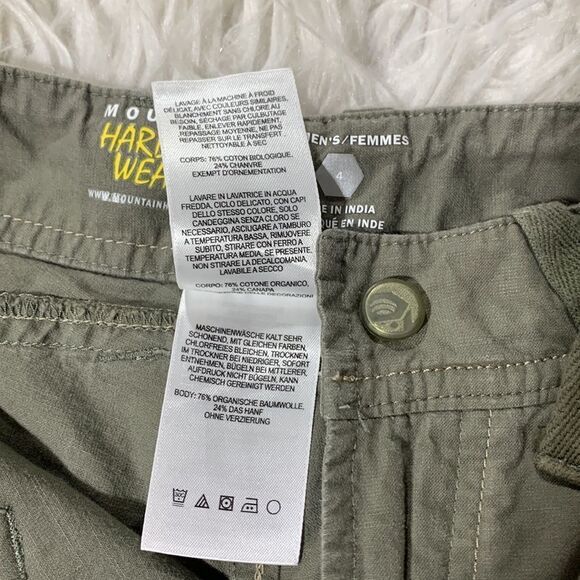 MOU
HAR
WEA
WWW.MOUNTAINH
LAVAGE À LA MACHINE À FROID
DÉLICAT, AVEC COULEURS SIMILAIRES,
BLANCHIMENT SANS CHLORE AU
BESOIN, SÉCHAGE PAR CULBUTAGE
FAIBLE, ENLEVER RAPIDEMENT,
REPASSAGE MOYENNE, NE PAS
REPASSER SUR LE TRANSFERT
NETTOYABLE À SEC
CORPS: 76% COTON BIOLOGIQUE,
24% CHANVRE
EXEMPT D'ORNEMENTATION
LAVARE IN LAVATRICE IN ACQUA
FREDDA, CICLO DELICATO, CON CAPI
DELLO STESSO COLORE, SOLO
CANDEGGINA SENZA CLORO SE
NECESSARIO, ASCIUGARE A TAMBURO
A TEMPERATURA BASSA, RIMUOVERE
SUBITO, STIRARE CON FERRO A
TEMPERATURA MEDIA, SE PRESENTE,
NON STIRARE LA DECALCOMANIA,
LAVABILE A SECCO
CORPO: 76% COTONE ORGANICO,
24% CANAPA
DECORAZIONI
MASCHINENWÄSCHE KALT SEHR
SCHONEND, MIT GLEICHEN FARBEN,
CHLORFREIES BLEICHEN, TROCKNEN
IM TROCKNER BEI NIEDRIGER, SOFORT
ENTNEHMEN, BÜGELN BEI MITTLERER,
AUFDRUCK NICHT BÜGELN, KANN
CHEMISCH GEREINIGT WERDEN
BODY: 76% ORGANISCHE BAUMWOLLE,
24% DAS HANF
OHNE VERZIERUNG
EN'S/FEMMES
4
E IN INDIA
QUÉ EN INDE